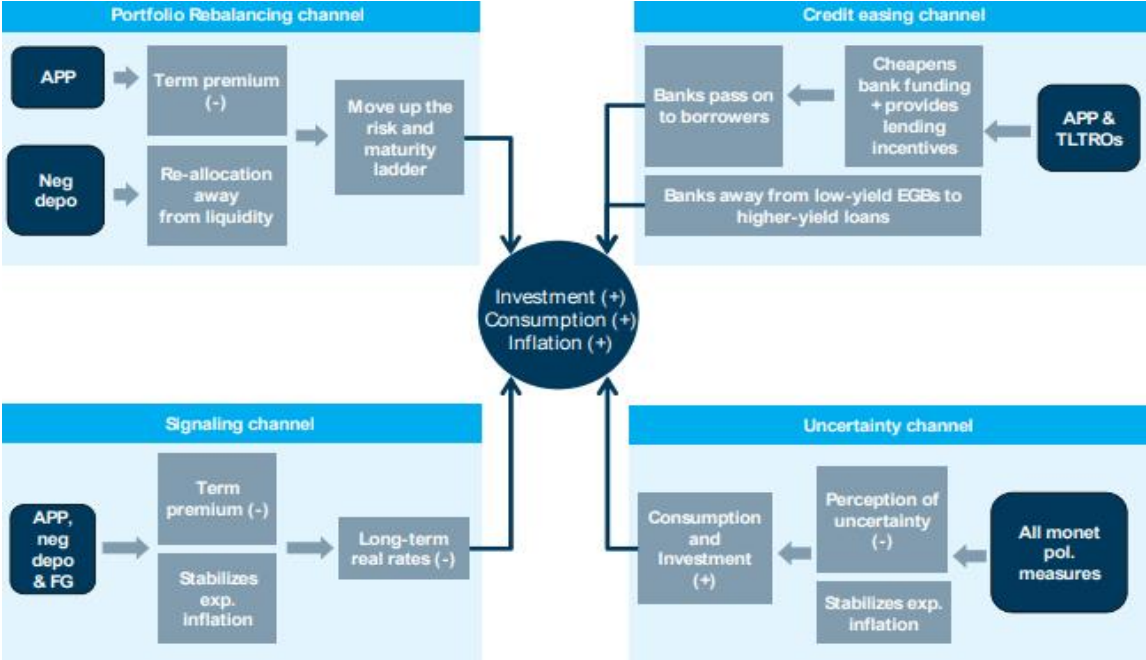 Portfolio Rebalancing channel
APP
Term premium
(-)
Neg
depo
Re-allocation
away
from liquidity
Move up the
risk and
maturity
ladder
Credit easing channel
Banks pass on
to borrowers
Cheapens
bank funding
+ provides
lending
incentives
APP &
TLTROs
Banks away from low-yield EGBs to
higher-yield loans
Investment (+)
Consumption (+)
Inflation (+)
Signaling channel
APP,
neg
depo
& FG
Term
premium (-)
Stabilizes
exp.
inflation
Long-term
real rates (-)
Uncertainty channel
Consumption
and
Investment
(+)
Perception of
uncertainty
(-)
Stabilizes exp.
inflation
All monet
pol.
measures